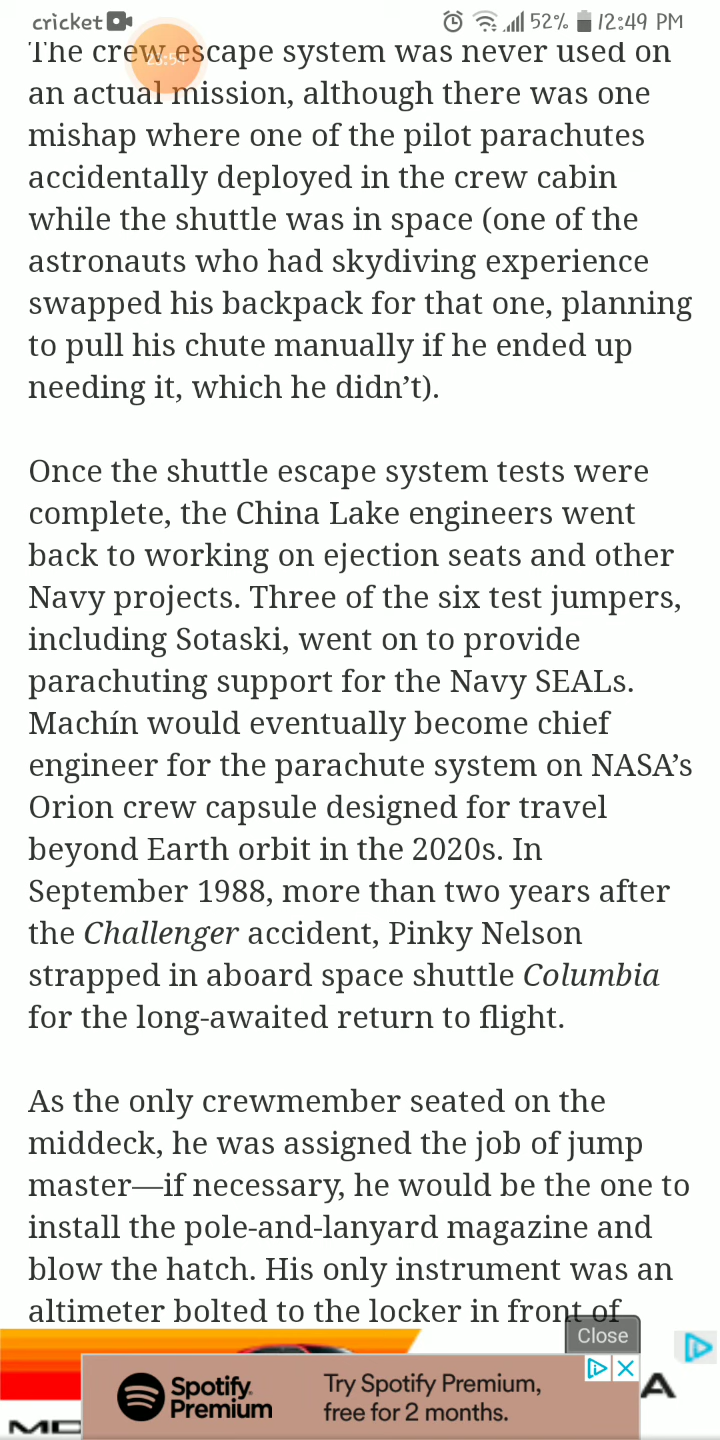 cricket 52% 12:49 PM
The crew escape system was never used on
23:54
an actual mission, although there was one
mishap where one of the pilot parachutes
accidentally deployed in the crew cabin
while the shuttle was in space (one of the
astronauts who had skydiving experience
swapped his backpack for that one, planning
to pull his chute manually if he ended up
needing it, which he didn’t).
Once the shuttle escape system tests were
complete, the China Lake engineers went
back to working on ejection seats and other
Navy projects. Three of the six test jumpers,
including Sotaski, went on to provide
parachuting support for the Navy SEALs.
Machín would eventually become chief
engineer for the parachute system on NASA’s
Orion crew capsule designed for travel
beyond Earth orbit in the 2020s. In
September 1988, more than two years after
the Challenger accident, Pinky Nelson
strapped in aboard space shuttle Columbia
for the long-awaited return to flight.
As the only crewmember seated on the
middeck, he was assigned the job of jump
master—if necessary, he would be the one to
install the pole-and-lanyard magazine and
blow the hatch. His only instrument was an
altimeter bolted to the locker in front of
Close
Spotify Premium
Try Spotify Premium,
free for 2 months.